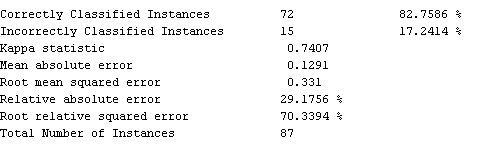 Correctly Classified Instances 72 82.7586 %
Incorrectly Classified Instances 15 17.2414 %
Kappa statistic 0.7407
Mean absolute error 0.1291
Root mean squared error 0.331
Relative absolute error 29.1756 %
Root relative squared error 70.3394 %
Total Number of Instances 87